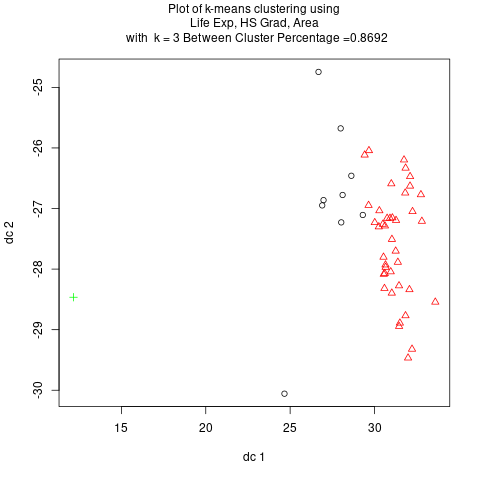 Plot of k-means clustering using
Life Exp, HS Grad, Area
with k = 3 Between Cluster Percentage =0.8692
-25
-26
-27
-28
-29
-30
dc 2
15 20 25 30
dc 1